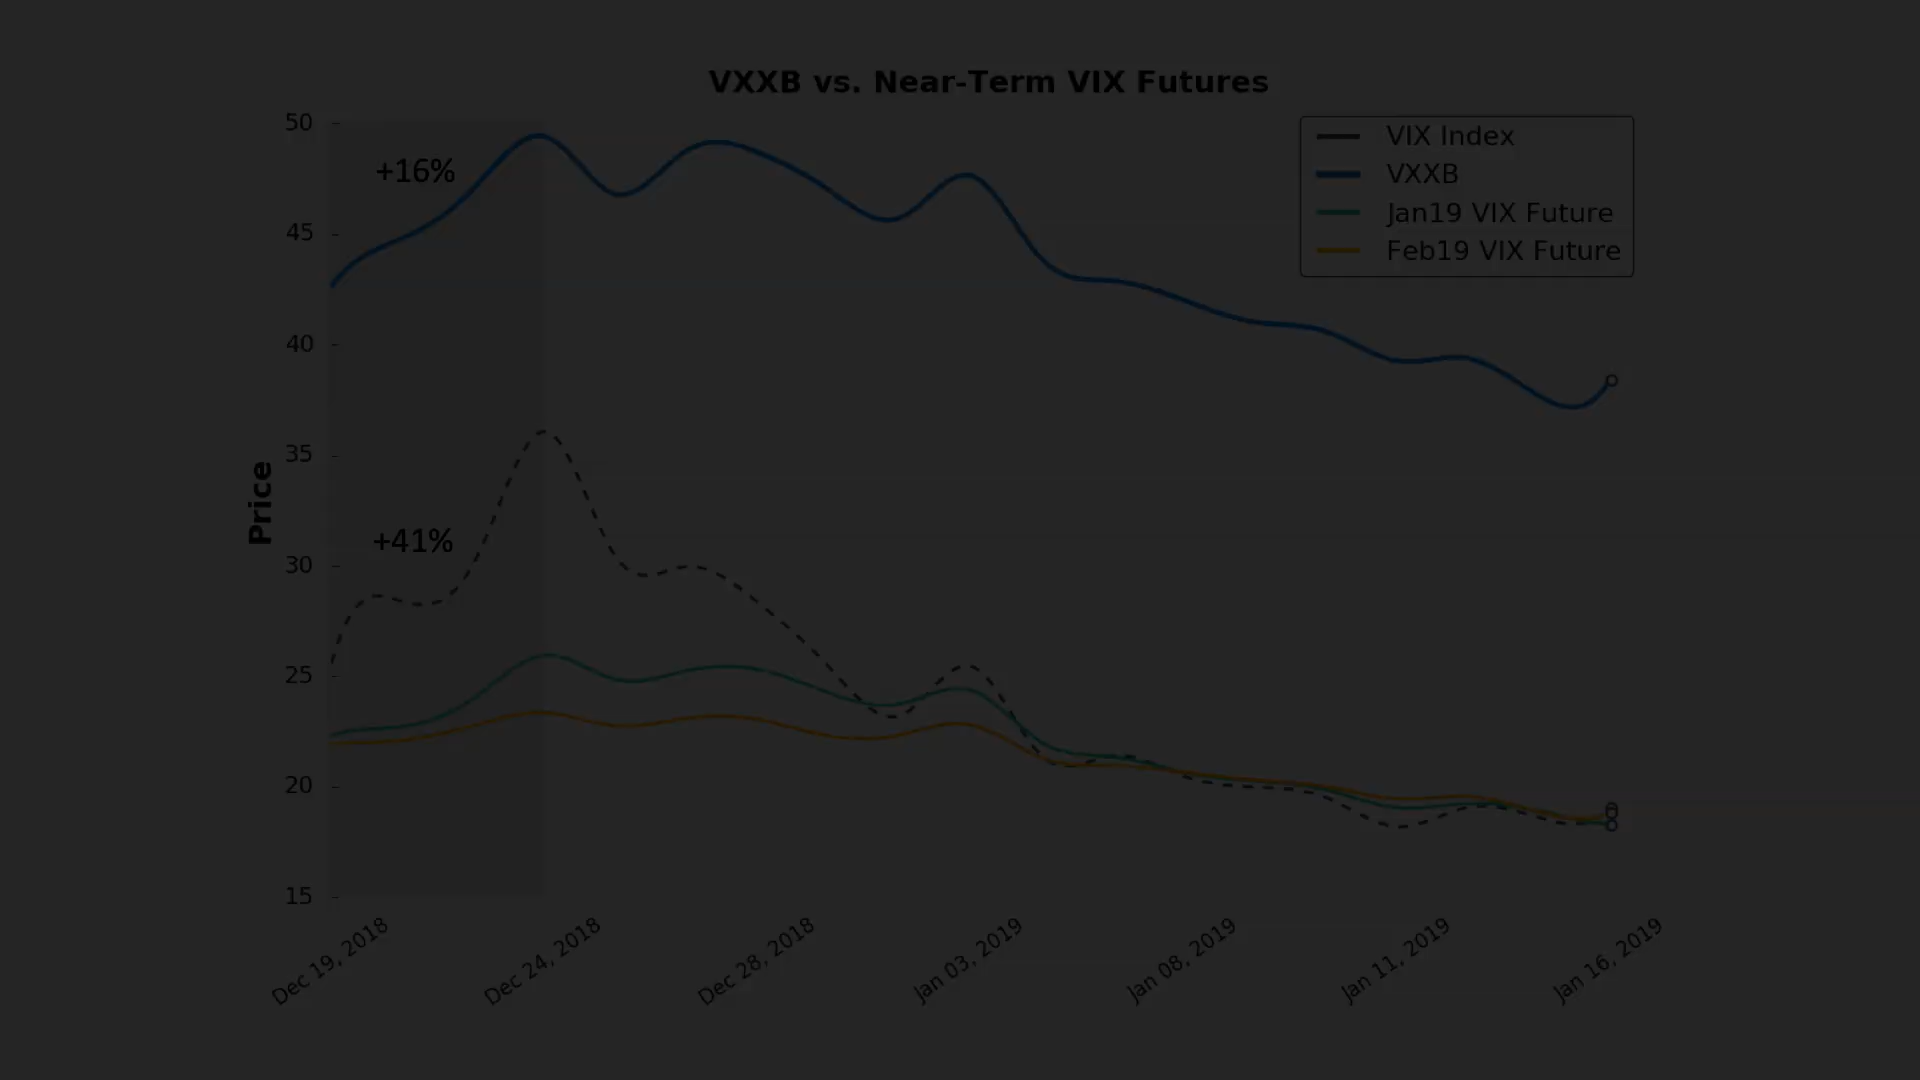 VXXB vs. Near-Term VIX Futures
50
45
40
35
30
25
20
15
Price
+16%
+41%
VIX Index
VXXB
Jan19 VIX Future
Feb19 VIX Future
Dec 19, 2018
Dec 24, 2018
Dec 28, 2018
Jan 03, 2019
Jan 08, 2019
Jan 11, 2019
Jan 16, 2019